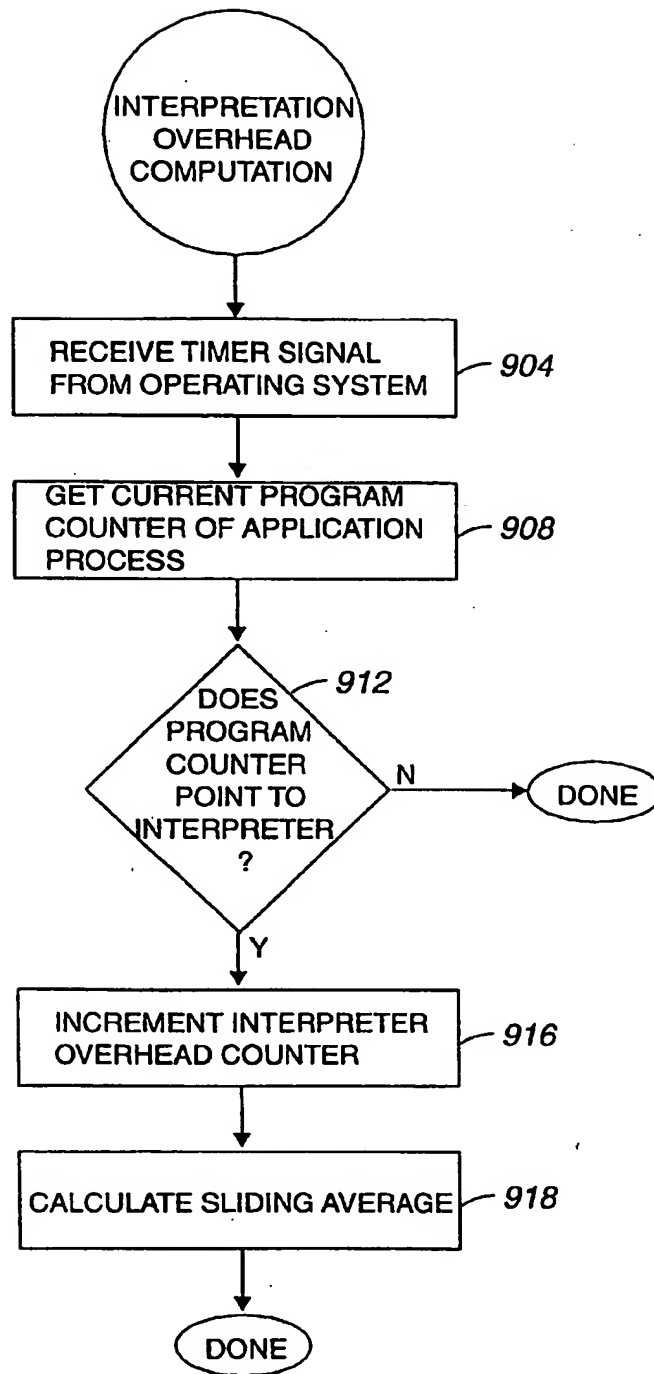 INTERPRETATION
OVERHEAD
COMPUTATION
RECEIVE TIMER SIGNAL
FROM OPERATING SYSTEM
904
GET CURRENT PROGRAM
COUNTER OF APPLICATION
PROCESS
908
912
DOES
PROGRAM
COUNTER
POINT TO
INTERPRETER
?
N
DONE
Y
INCREMENT INTERPRETER
OVERHEAD COUNTER
916
CALCULATE SLIDING AVERAGE
918
DONE